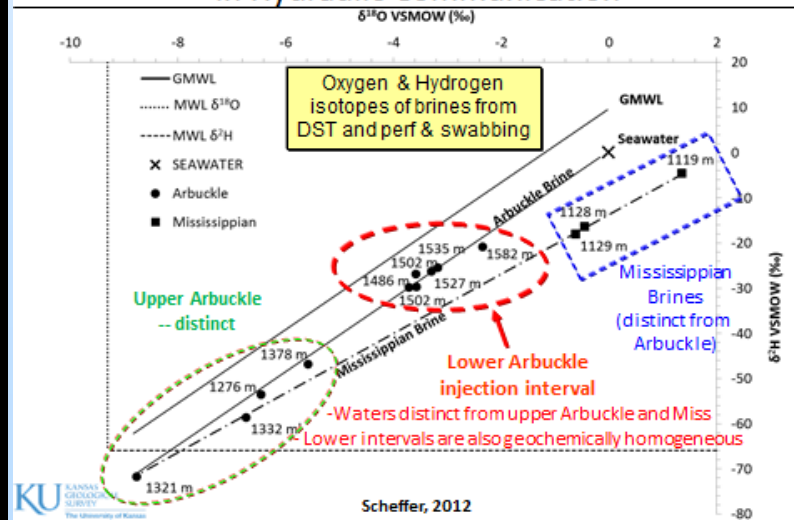 δ¹⁸O VSMOW (‰)
-10 -8 -6 -4 -2 0 2
20
10
0
-10
-20
-30
-40
-50
-60
-70
-80
δ²H VSMOW (‰)
GMWL
MWL δ¹⁸O
MWL δ²H
SEAWATER
Arbuckle
Mississippian
Oxygen & Hydrogen
isotopes of brines from
DST and perf & swabbing
GMWL
Seawater
1119 m
Arbuckle Brine
1128 m
1129 m
1535 m
1582 m
1502 m
1486 m
1527 m
1502 m
Mississippian
Brines
(distinct from
Arbuckle)
Upper Arbuckle
-- distinct
Mississippian Brine
1378 m
1276 m
1332 m
1321 m
Lower Arbuckle
injection interval
-Waters distinct from upper Arbuckle and Miss
- Lower intervals are also geochemically homogeneous
KU KANSAS
GEOLOGICAL
SURVEY
The University of Kansas
Scheffer, 2012